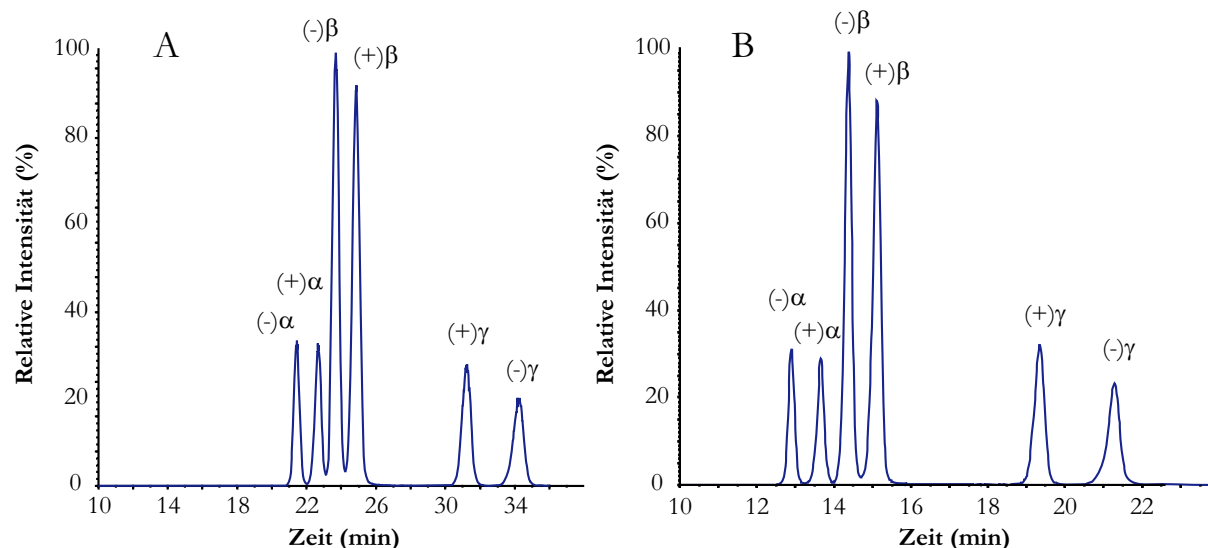 A
(-)β
(+)β
(+)α
(-)α
(+)γ
(-)γ
Relative Intensität (%)
100
80
60
40
20
0
10 14 18 22 26 30 34
Zeit (min)
B
(-)β
(+)β
(-)α
(+)α
(+)γ
(-)γ
Relative Intensität (%)
100
80
60
40
20
0
10 12 14 16 18 20 22
Zeit (min)